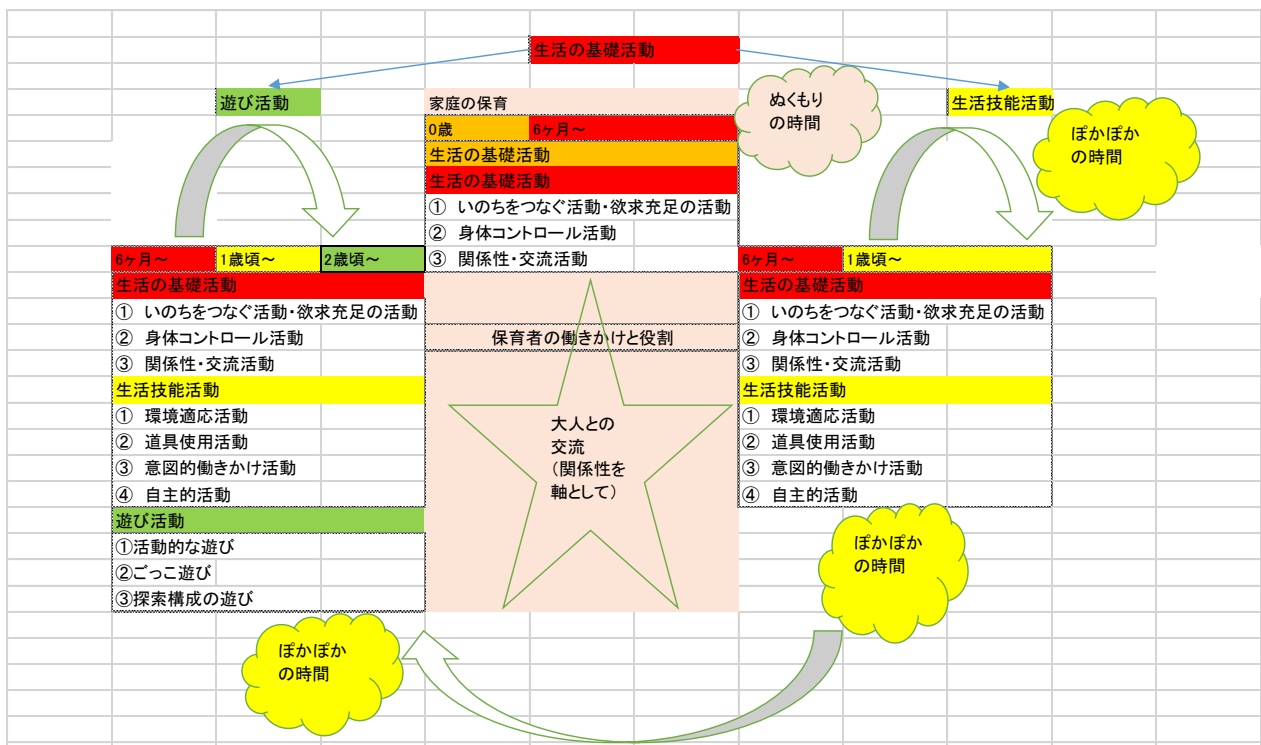 生活の基礎活動
遊び活動
家庭の保育
ぬくもり
の時間
生活技能活動
ぽかぽか
の時間
0歳
6ヶ月～
生活の基礎活動
生活の基礎活動
① いのちをつなぐ活動・欲求充足の活動
② 身体コントロール活動
③ 関係性・交流活動
6ヶ月～
1歳頃～
2歳頃～
生活の基礎活動
① いのちをつなぐ活動・欲求充足の活動
② 身体コントロール活動
③ 関係性・交流活動
生活技能活動
① 環境適応活動
② 道具使用活動
③ 意図的働きかけ活動
④ 自主的活動
遊び活動
①活動的な遊び
②ごっこ遊び
③探索構成の遊び
保育者の働きかけと役割
大人との
交流
（関係性を
軸として）
6ヶ月～
1歳頃～
生活の基礎活動
① いのちをつなぐ活動・欲求充足の活動
② 身体コントロール活動
③ 関係性・交流活動
生活技能活動
① 環境適応活動
② 道具使用活動
③ 意図的働きかけ活動
④ 自主的活動
ぽかぽか
の時間
ぽかぽか
の時間